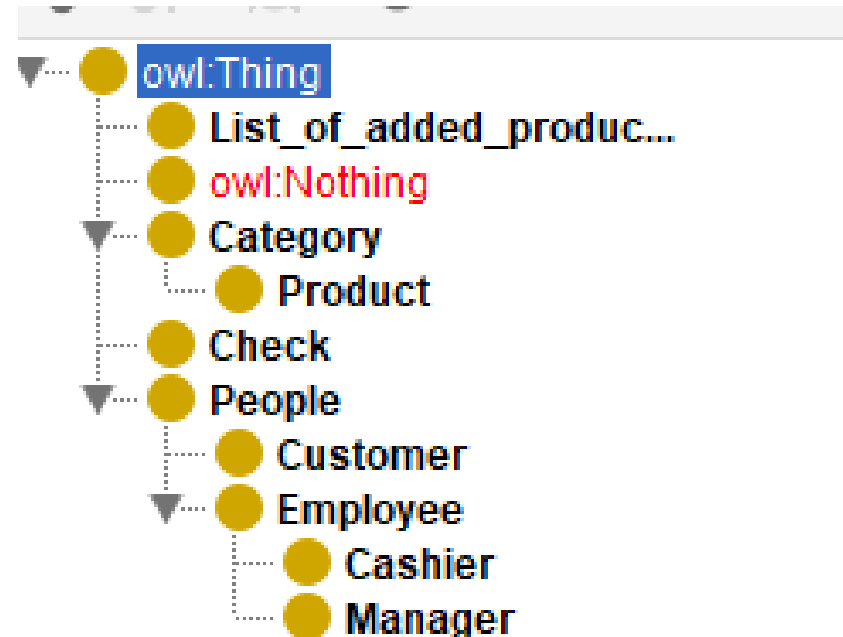 owl:Thing
List_of_added_produc...
owl:Nothing
Category
Product
Check
People
Customer
Employee
Cashier
Manager